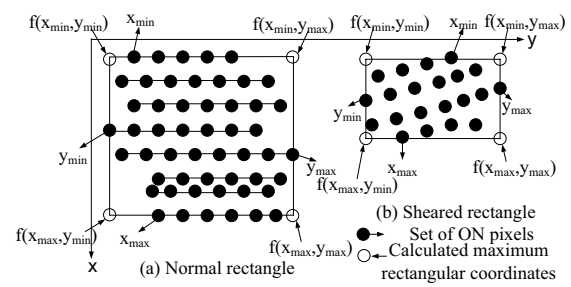 f(xmin,ymin)
xmin
f(xmin,ymax)
y
f(xmin,ymin)
xmin
f(xmin,ymax)
ymin
ymax
ymin
ymax
xmax
f(xmax,ymin)
f(xmax,ymax)
(b) Sheared rectangle
f(xmax,ymin)
xmax
f(xmax,ymax)
x
(a) Normal rectangle
Set of ON pixels
Calculated maximum
rectangular coordinates